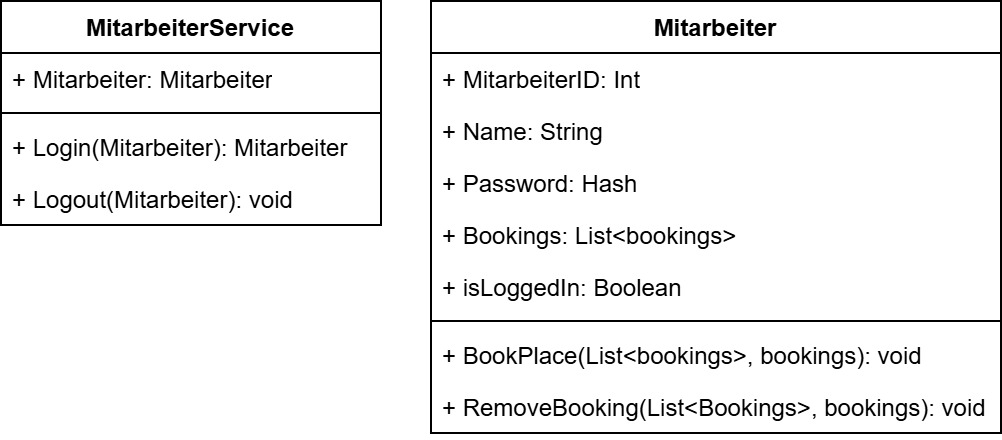 MitarbeiterService
+ Mitarbeiter: Mitarbeiter
+ Login(Mitarbeiter): Mitarbeiter
+ Logout(Mitarbeiter): void
Mitarbeiter
+ MitarbeiterID: Int
+ Name: String
+ Password: Hash
+ Bookings: List<bookings>
+ isLoggedIn: Boolean
+ BookPlace(List<bookings>, bookings): void
+ RemoveBooking(List<Bookings>, bookings): void